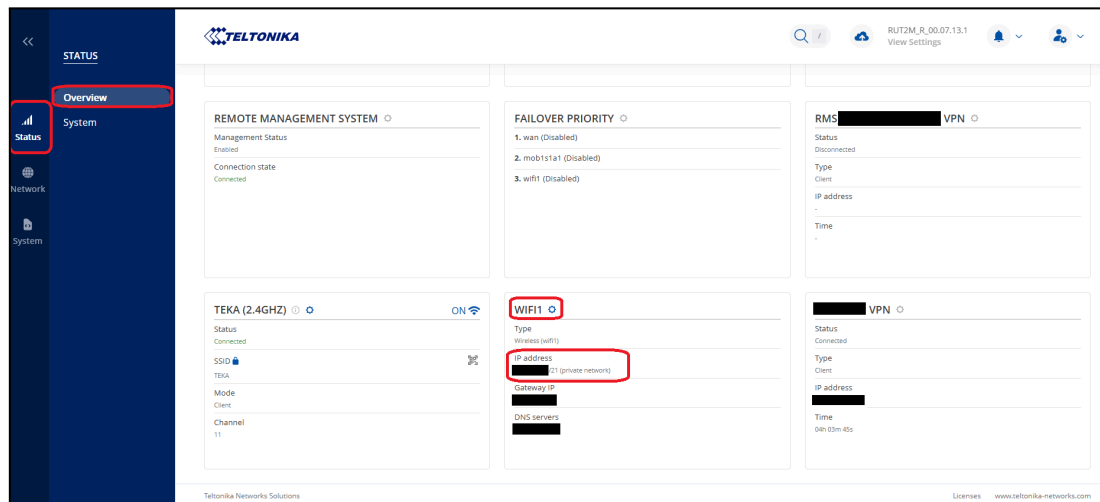 TELTONIKA
/
RUT2M_R_00.07.13.1
View Settings
STATUS
Overview
System
Status
Network
System
REMOTE MANAGEMENT SYSTEM
Management Status
Enabled
Connection state
Connected
FAILOVER PRIORITY
1. wan (Disabled)
2. mob1s1a1 (Disabled)
3. wifi1 (Disabled)
RMS VPN
Status
Disconnected
Type
Client
IP address
-
Time
-
TEKA (2.4GHZ) ON
Status
Connected
SSID
TEKA
Mode
Client
Channel
11
WIFI1
Type
Wireless (wifi1)
IP address
/21 (private network)
Gateway IP
DNS servers
VPN
Status
Connected
Type
Client
IP address
Time
04h 03m 45s
Teltonika Networks Solutions
Licenses www.teltonika-networks.com